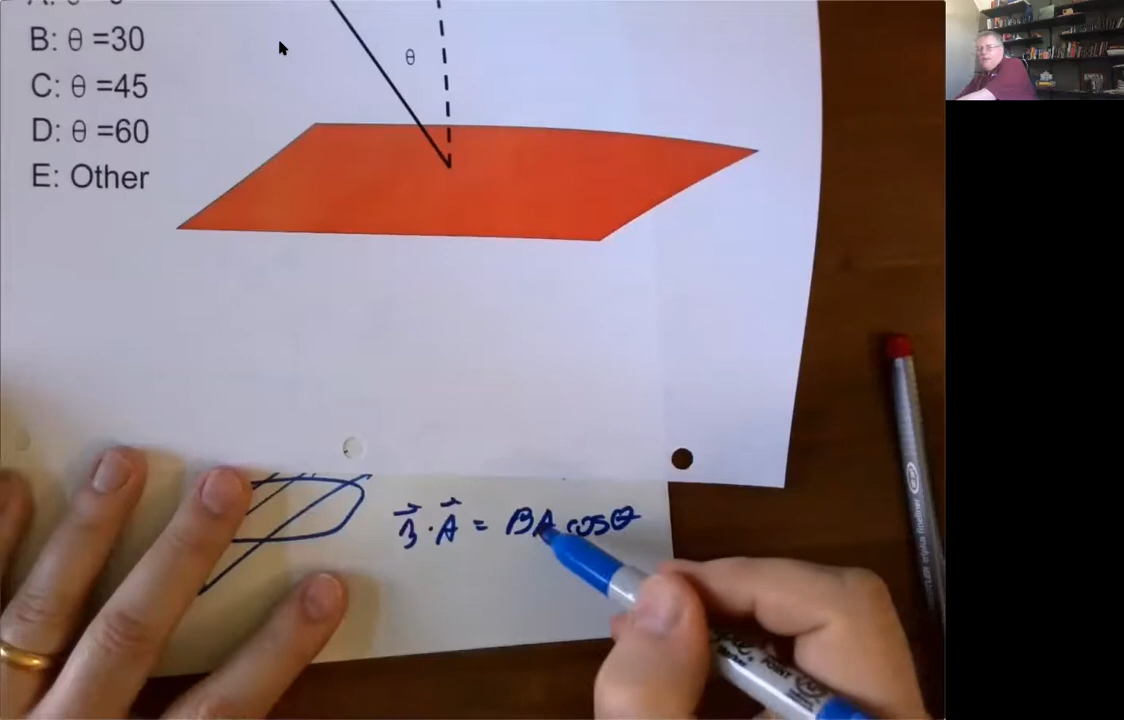 B: θ =30
θ
C: θ =45
D: θ =60
E: Other
B⃗ · A⃗ = BA cosθ